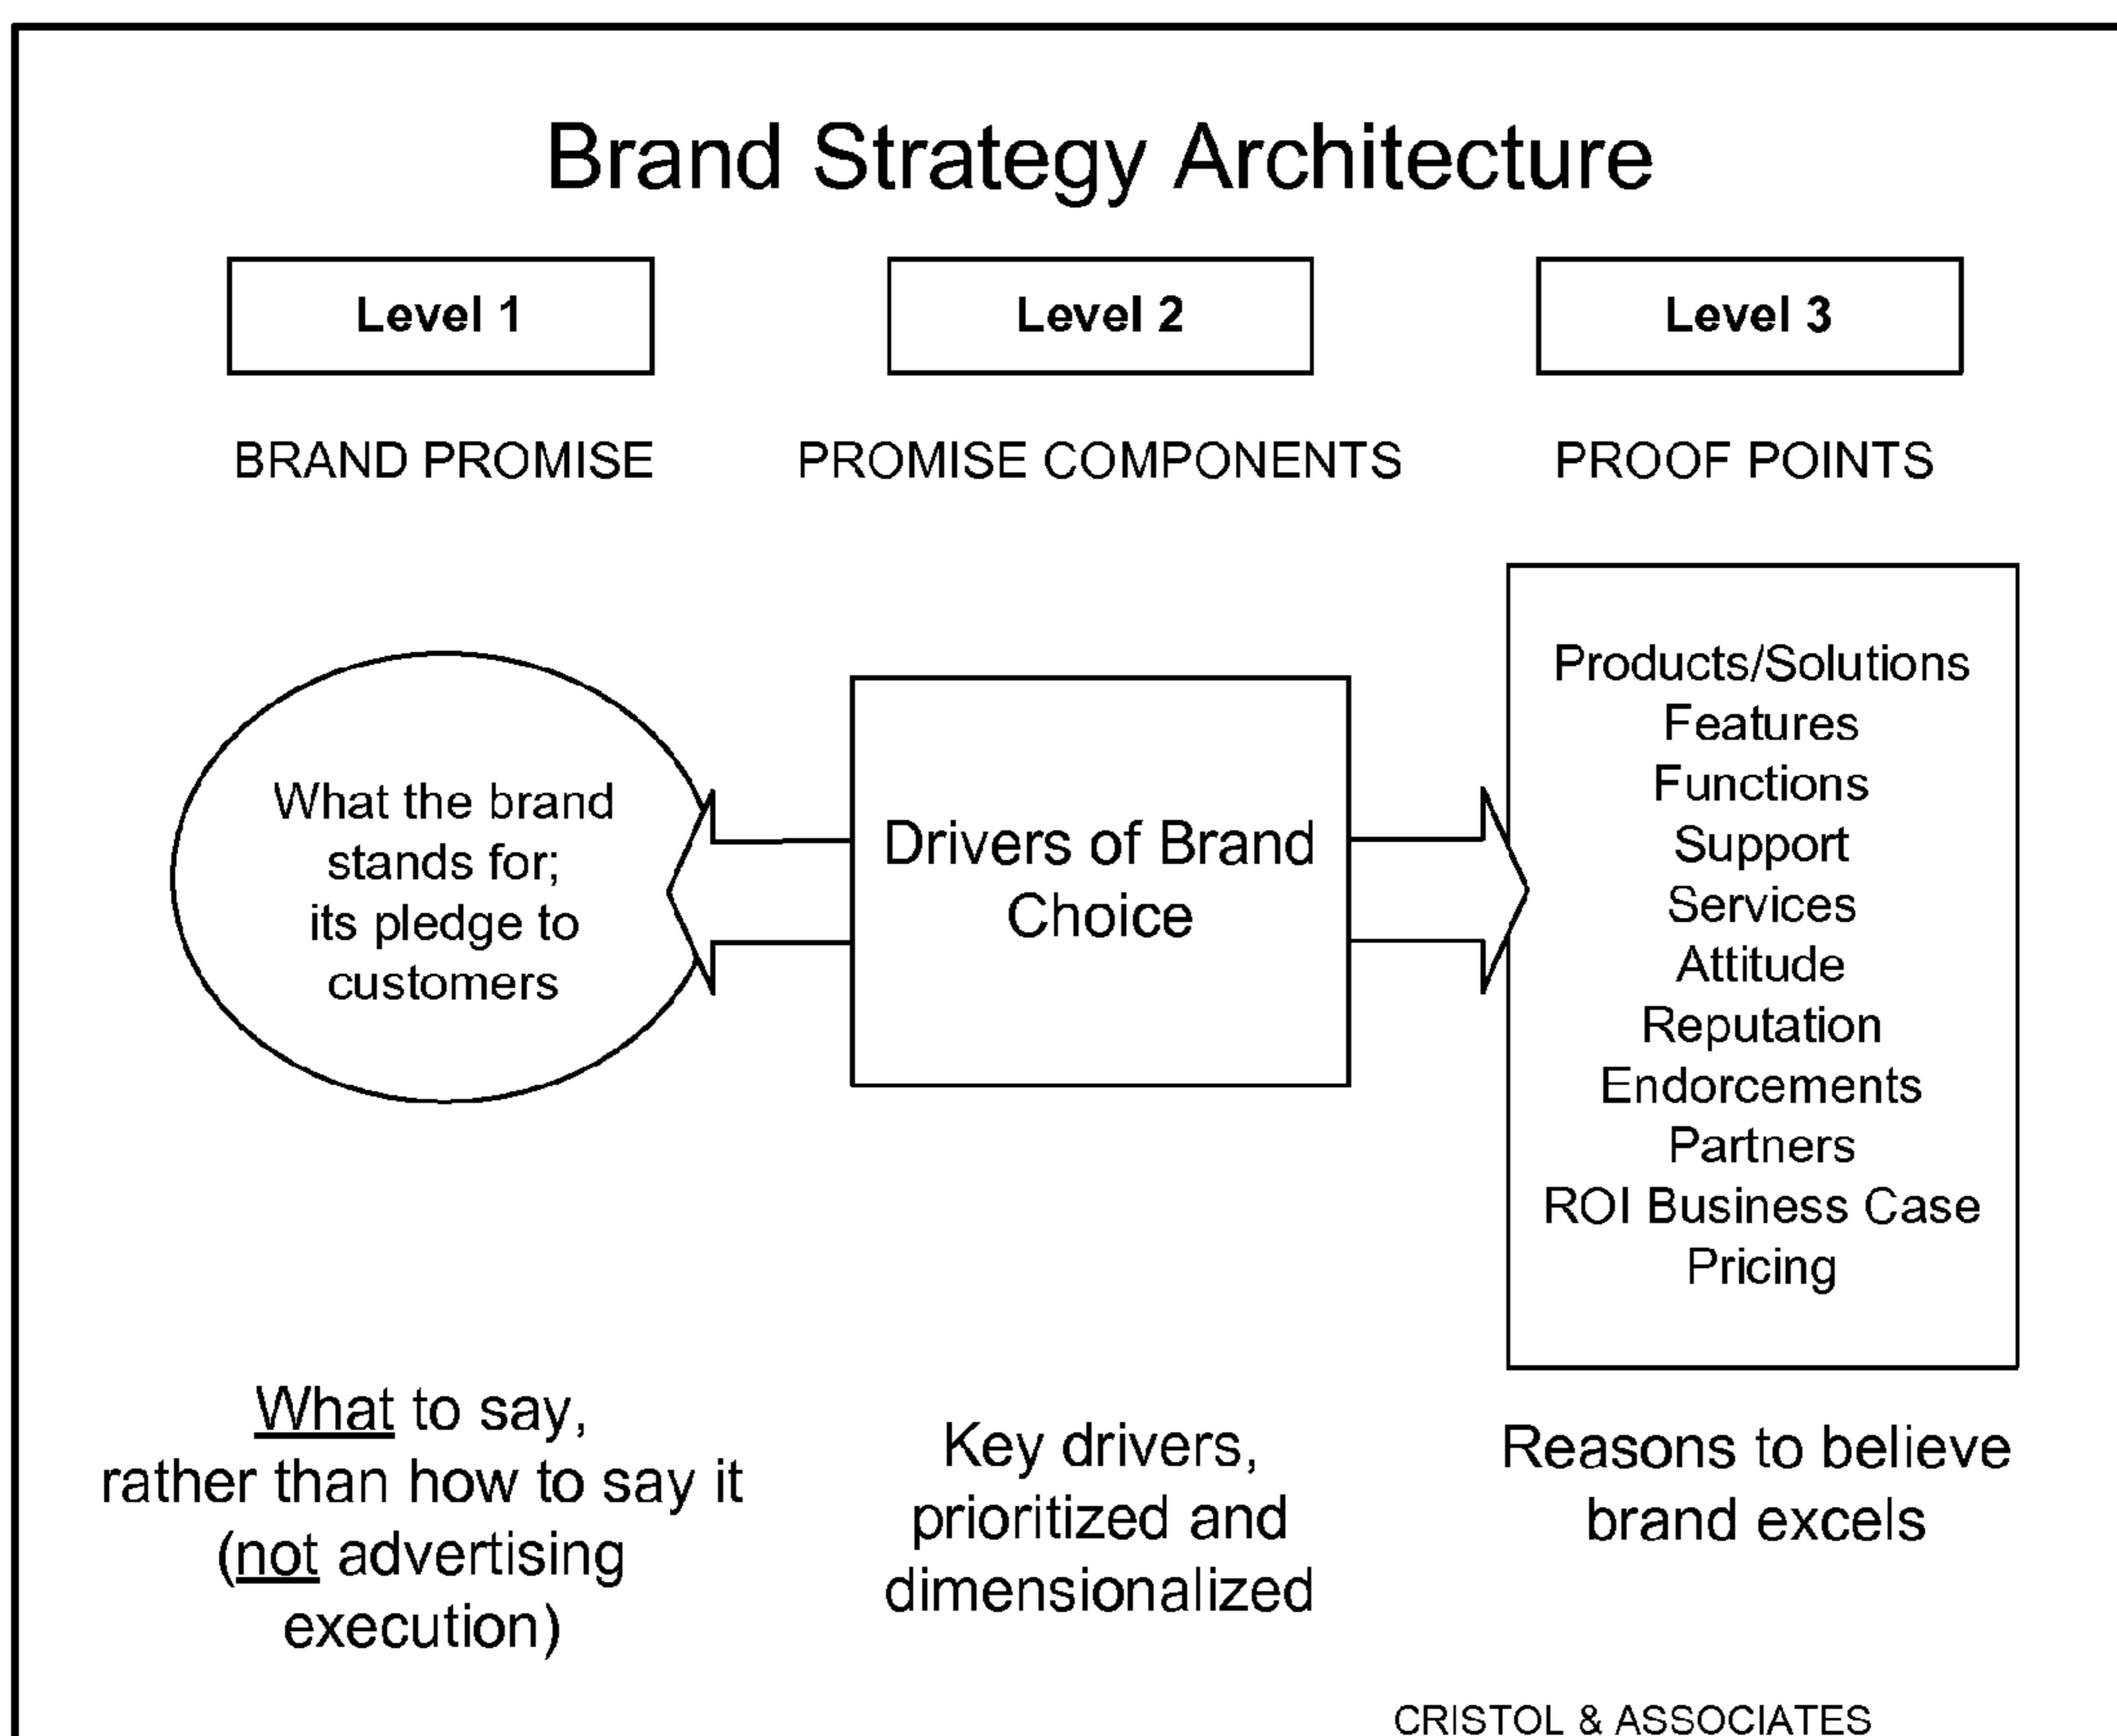 Brand Strategy Architecture
Level 1
Level 2
Level 3
BRAND PROMISE
PROMISE COMPONENTS
PROOF POINTS
What the brand
stands for;
its pledge to
customers
Drivers of Brand
Choice
Products/Solutions
Features
Functions
Support
Services
Attitude
Reputation
Endorcements
Partners
ROI Business Case
Pricing
What to say,
rather than how to say it
(not advertising
execution)
Key drivers,
prioritized and
dimensionalized
Reasons to believe
brand excels
CRISTOL & ASSOCIATES